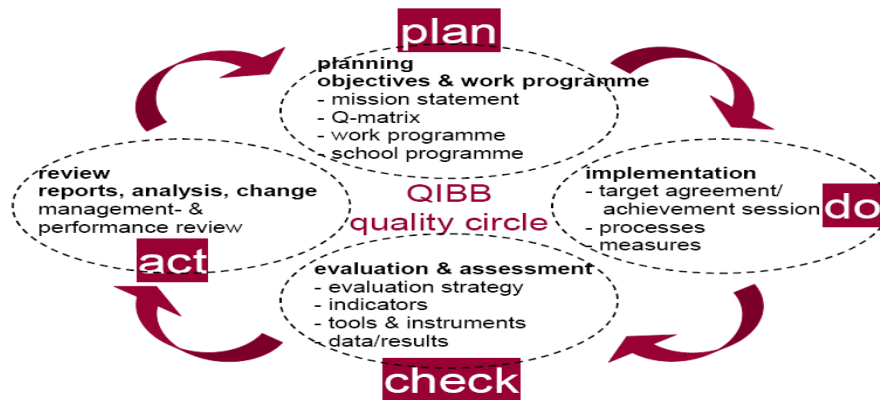 plan
planning
objectives & work programme
- mission statement
- Q-matrix
- work programme
- school programme
implementation
- target agreement/
achievement session
- processes
- measures
do
evaluation & assessment
- evaluation strategy
- indicators
- tools & instruments
- data/results
check
review
reports, analysis, change
management- &
performance review
act
QIBB
quality circle